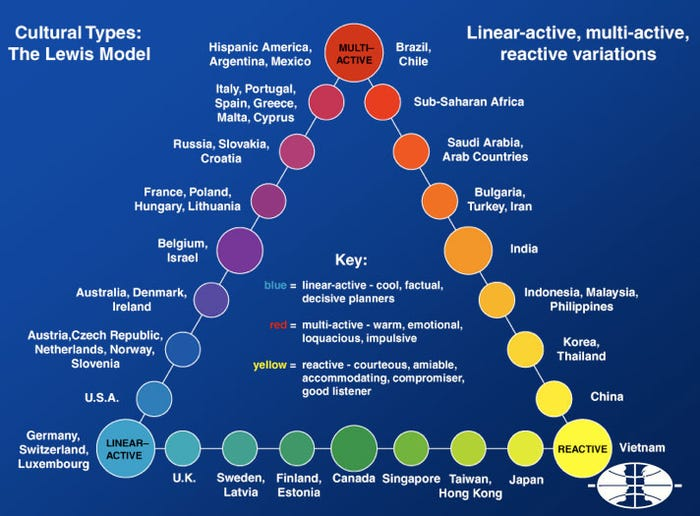 Cultural Types:
The Lewis Model
Linear-active, multi-active,
reactive variations
Hispanic America,
Argentina, Mexico
MULTI–
ACTIVE
Brazil,
Chile
Italy, Portugal,
Spain, Greece,
Malta, Cyprus
Sub-Saharan Africa
Russia, Slovakia,
Croatia
Saudi Arabia,
Arab Countries
France, Poland,
Hungary, Lithuania
Bulgaria,
Turkey, Iran
Belgium,
Israel
India
Key:
blue = linear-active - cool, factual,
decisive planners
red = multi-active - warm, emotional,
loquacious, impulsive
yellow = reactive - courteous, amiable,
accommodating, compromiser,
good listener
Australia, Denmark,
Ireland
Indonesia, Malaysia,
Philippines
Austria,Czech Republic,
Netherlands, Norway,
Slovenia
Korea,
Thailand
U.S.A.
China
Germany,
Switzerland,
Luxembourg
LINEAR–
ACTIVE
REACTIVE
Vietnam
U.K.
Sweden,
Latvia
Finland,
Estonia
Canada
Singapore
Taiwan,
Hong Kong
Japan